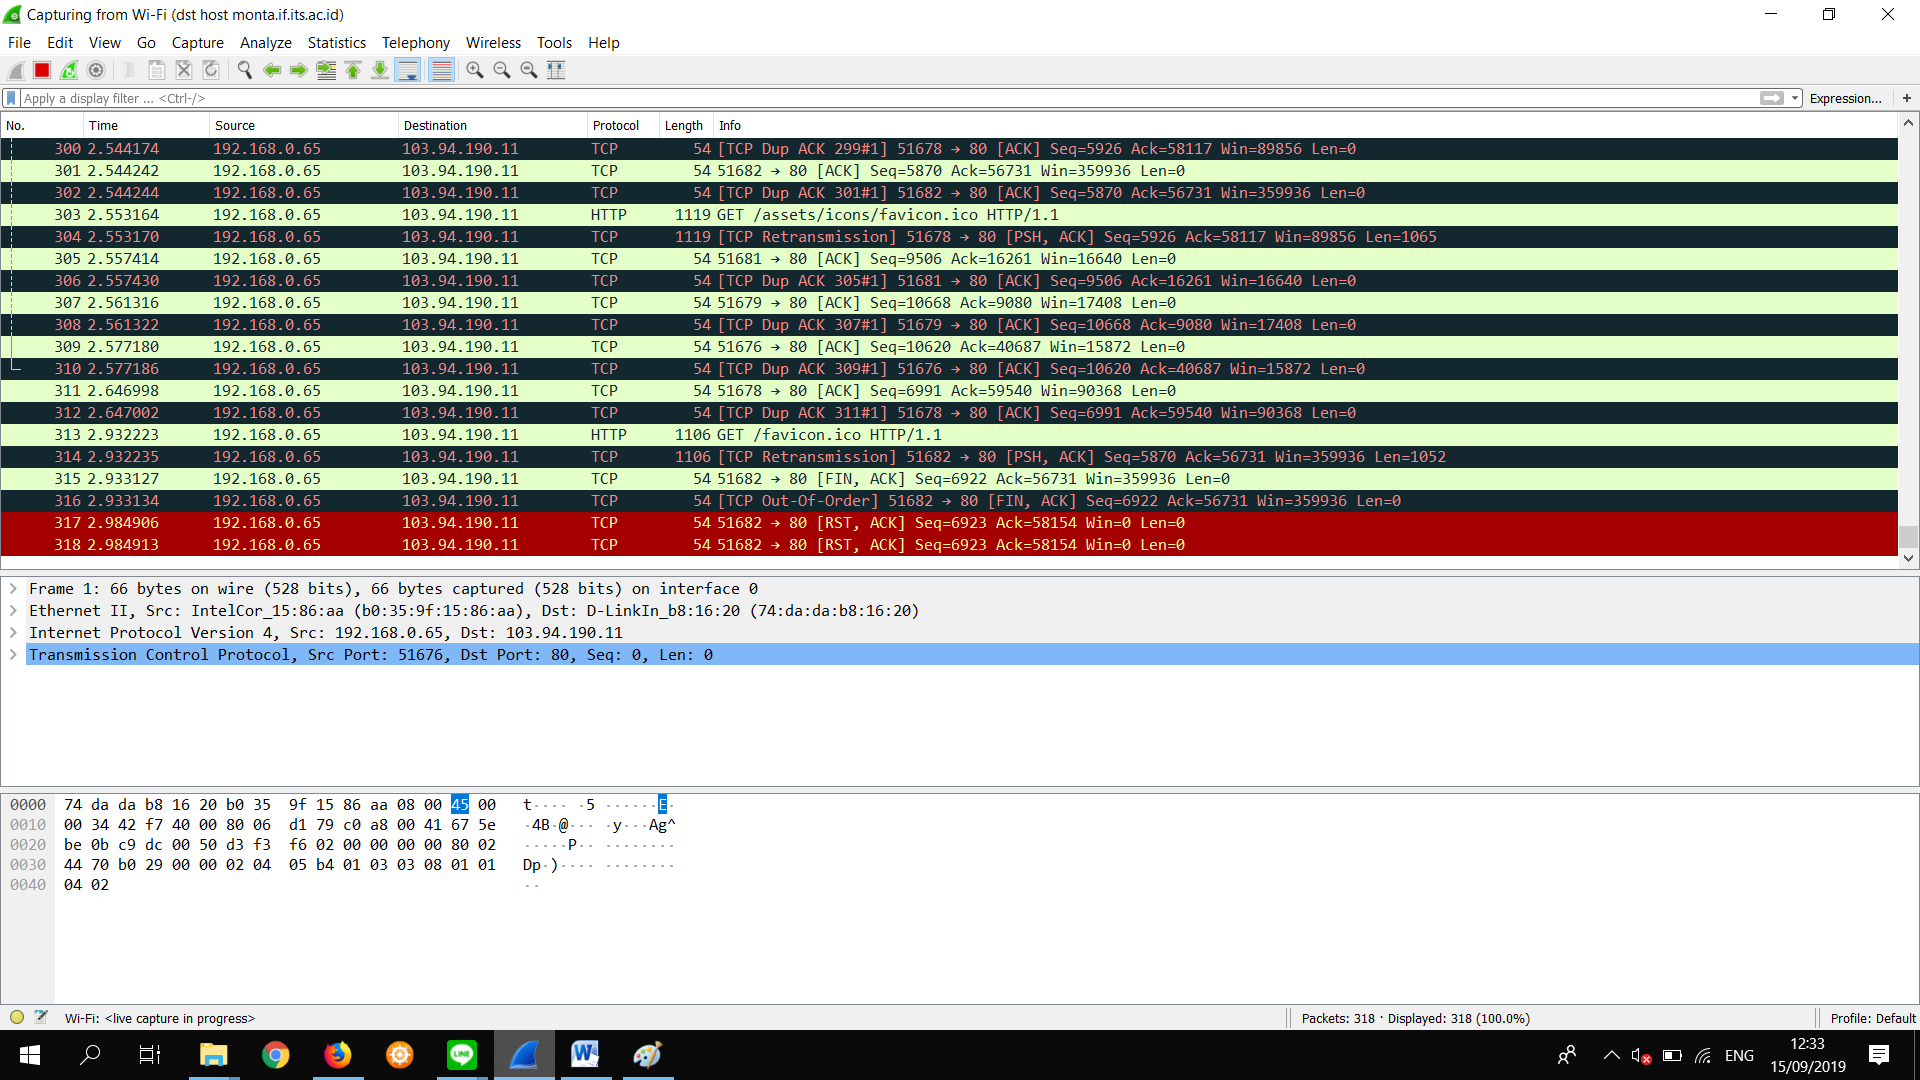 Capturing from Wi-Fi (dst host monta.if.its.ac.id)
File Edit View Go Capture Analyze Statistics Telephony Wireless Tools Help
Apply a display filter ... <Ctrl-/> Expression... +
No. Time Source Destination Protocol Length Info
300 2.544174 192.168.0.65 103.94.190.11 TCP 54 [TCP Dup ACK 299#1] 51678 → 80 [ACK] Seq=5926 Ack=58117 Win=89856 Len=0
301 2.544242 192.168.0.65 103.94.190.11 TCP 54 51682 → 80 [ACK] Seq=5870 Ack=56731 Win=359936 Len=0
302 2.544244 192.168.0.65 103.94.190.11 TCP 54 [TCP Dup ACK 301#1] 51682 → 80 [ACK] Seq=5870 Ack=56731 Win=359936 Len=0
303 2.553164 192.168.0.65 103.94.190.11 HTTP 1119 GET /assets/icons/favicon.ico HTTP/1.1
304 2.553170 192.168.0.65 103.94.190.11 TCP 1119 [TCP Retransmission] 51678 → 80 [PSH, ACK] Seq=5926 Ack=58117 Win=89856 Len=1065
305 2.557414 192.168.0.65 103.94.190.11 TCP 54 51681 → 80 [ACK] Seq=9506 Ack=16261 Win=16640 Len=0
306 2.557430 192.168.0.65 103.94.190.11 TCP 54 [TCP Dup ACK 305#1] 51681 → 80 [ACK] Seq=9506 Ack=16261 Win=16640 Len=0
307 2.561316 192.168.0.65 103.94.190.11 TCP 54 51679 → 80 [ACK] Seq=10668 Ack=9080 Win=17408 Len=0
308 2.561322 192.168.0.65 103.94.190.11 TCP 54 [TCP Dup ACK 307#1] 51679 → 80 [ACK] Seq=10668 Ack=9080 Win=17408 Len=0
309 2.577180 192.168.0.65 103.94.190.11 TCP 54 51676 → 80 [ACK] Seq=10620 Ack=40687 Win=15872 Len=0
310 2.577186 192.168.0.65 103.94.190.11 TCP 54 [TCP Dup ACK 309#1] 51676 → 80 [ACK] Seq=10620 Ack=40687 Win=15872 Len=0
311 2.646998 192.168.0.65 103.94.190.11 TCP 54 51678 → 80 [ACK] Seq=6991 Ack=59540 Win=90368 Len=0
312 2.647002 192.168.0.65 103.94.190.11 TCP 54 [TCP Dup ACK 311#1] 51678 → 80 [ACK] Seq=6991 Ack=59540 Win=90368 Len=0
313 2.932223 192.168.0.65 103.94.190.11 HTTP 1106 GET /favicon.ico HTTP/1.1
314 2.932235 192.168.0.65 103.94.190.11 TCP 1106 [TCP Retransmission] 51682 → 80 [PSH, ACK] Seq=5870 Ack=56731 Win=359936 Len=1052
315 2.933127 192.168.0.65 103.94.190.11 TCP 54 51682 → 80 [FIN, ACK] Seq=6922 Ack=56731 Win=359936 Len=0
316 2.933134 192.168.0.65 103.94.190.11 TCP 54 [TCP Out-Of-Order] 51682 → 80 [FIN, ACK] Seq=6922 Ack=56731 Win=359936 Len=0
317 2.984906 192.168.0.65 103.94.190.11 TCP 54 51682 → 80 [RST, ACK] Seq=6923 Ack=58154 Win=0 Len=0
318 2.984913 192.168.0.65 103.94.190.11 TCP 54 51682 → 80 [RST, ACK] Seq=6923 Ack=58154 Win=0 Len=0
Frame 1: 66 bytes on wire (528 bits), 66 bytes captured (528 bits) on interface 0
Ethernet II, Src: IntelCor_15:86:aa (b0:35:9f:15:86:aa), Dst: D-LinkIn_b8:16:20 (74:da:da:b8:16:20)
Internet Protocol Version 4, Src: 192.168.0.65, Dst: 103.94.190.11
Transmission Control Protocol, Src Port: 51676, Dst Port: 80, Seq: 0, Len: 0
0000 74 da da b8 16 20 b0 35 9f 15 86 aa 08 00 45 00 t···· ·5 ······E·
0010 00 34 42 f7 40 00 80 06 d1 79 c0 a8 00 41 67 5e ·4B·@··· ·y···Ag^
0020 be 0b c9 dc 00 50 d3 f3 f6 02 00 00 00 00 80 02 ·····P·· ········
0030 44 70 b0 29 00 00 02 04 05 b4 01 03 03 08 01 01 Dp·)···· ········
0040 04 02 ··
Wi-Fi: <live capture in progress> Packets: 318 · Displayed: 318 (100.0%) Profile: Default
LINE
ENG
12:33
15/09/2019